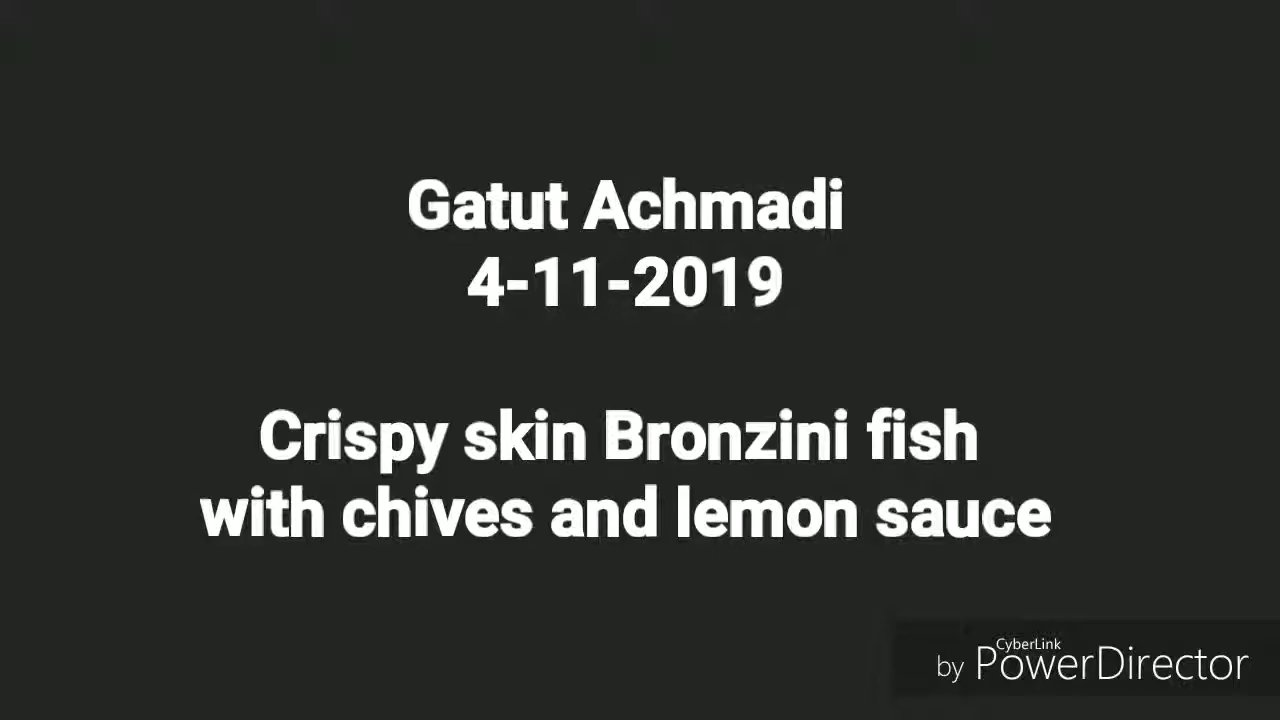 Gatut Achmadi
4-11-2019
Crispy skin Bronzini fish
with chives and lemon sauce
CyberLink
by PowerDirector